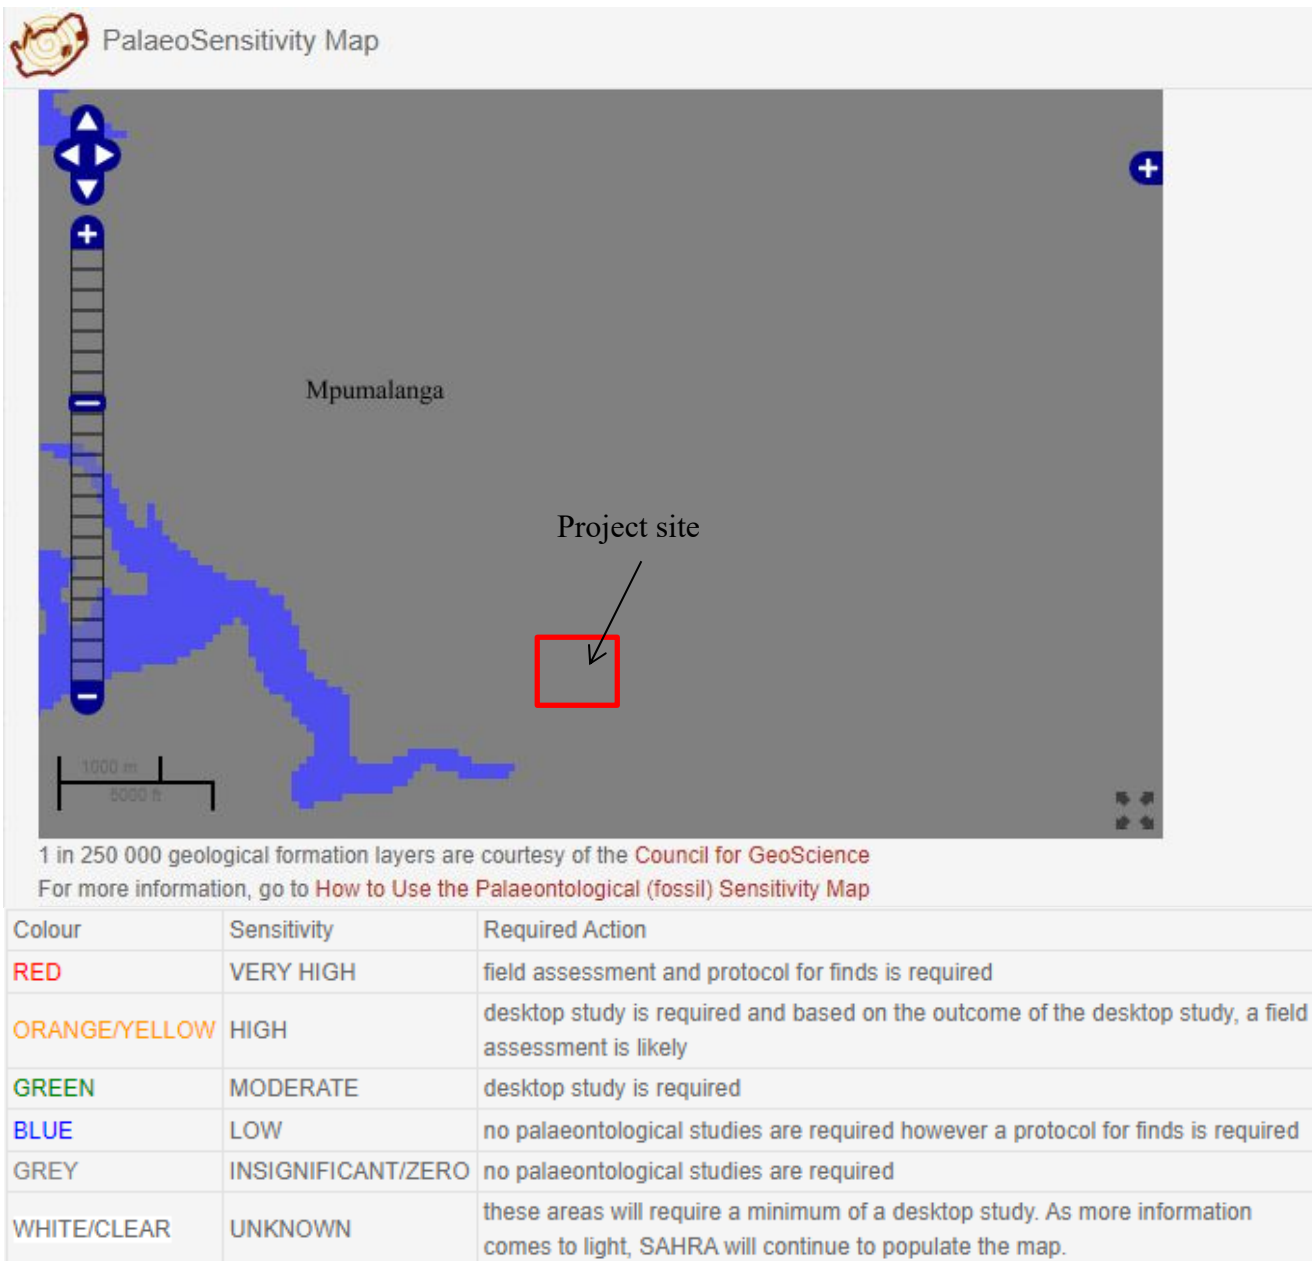 PalaeoSensitivity Map
Mpumalanga
Project site
1000 m
5000 ft
1 in 250 000 geological formation layers are courtesy of the Council for GeoScience
For more information, go to How to Use the Palaeontological (fossil) Sensitivity Map
Colour Sensitivity Required Action
RED VERY HIGH field assessment and protocol for finds is required
ORANGE/YELLOW HIGH desktop study is required and based on the outcome of the desktop study, a field
assessment is likely
GREEN MODERATE desktop study is required
BLUE LOW no palaeontological studies are required however a protocol for finds is required
GREY INSIGNIFICANT/ZERO no palaeontological studies are required
WHITE/CLEAR UNKNOWN these areas will require a minimum of a desktop study. As more information
comes to light, SAHRA will continue to populate the map.